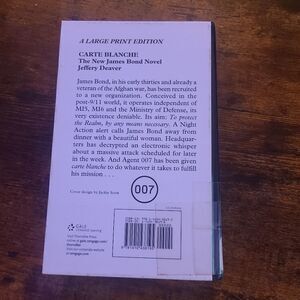 A LARGE PRINT EDITION
CARTE BLANCHE
The New James Bond Novel
Jeffery Deaver
James Bond, in his early thirties and already a
veteran of the Afghan war, has been recruited
to a new organization. Conceived in the
post-9/11 world, it operates independent of
MI5, MI6 and the Ministry of Defense, its
very existence deniable. Its aim: To protect
the Realm, by any means necessary. A Night
Action alert calls James Bond away from
dinner with a beautiful woman. Headquar-
ters has decrypted an electronic whisper
about a massive attack scheduled for later
in the week. And Agent 007 has been given
carte blanche to do whatever it takes to fulfill
his mission . . .
Cover design by Jackie Seow
007
GALE
CENGAGE Learning